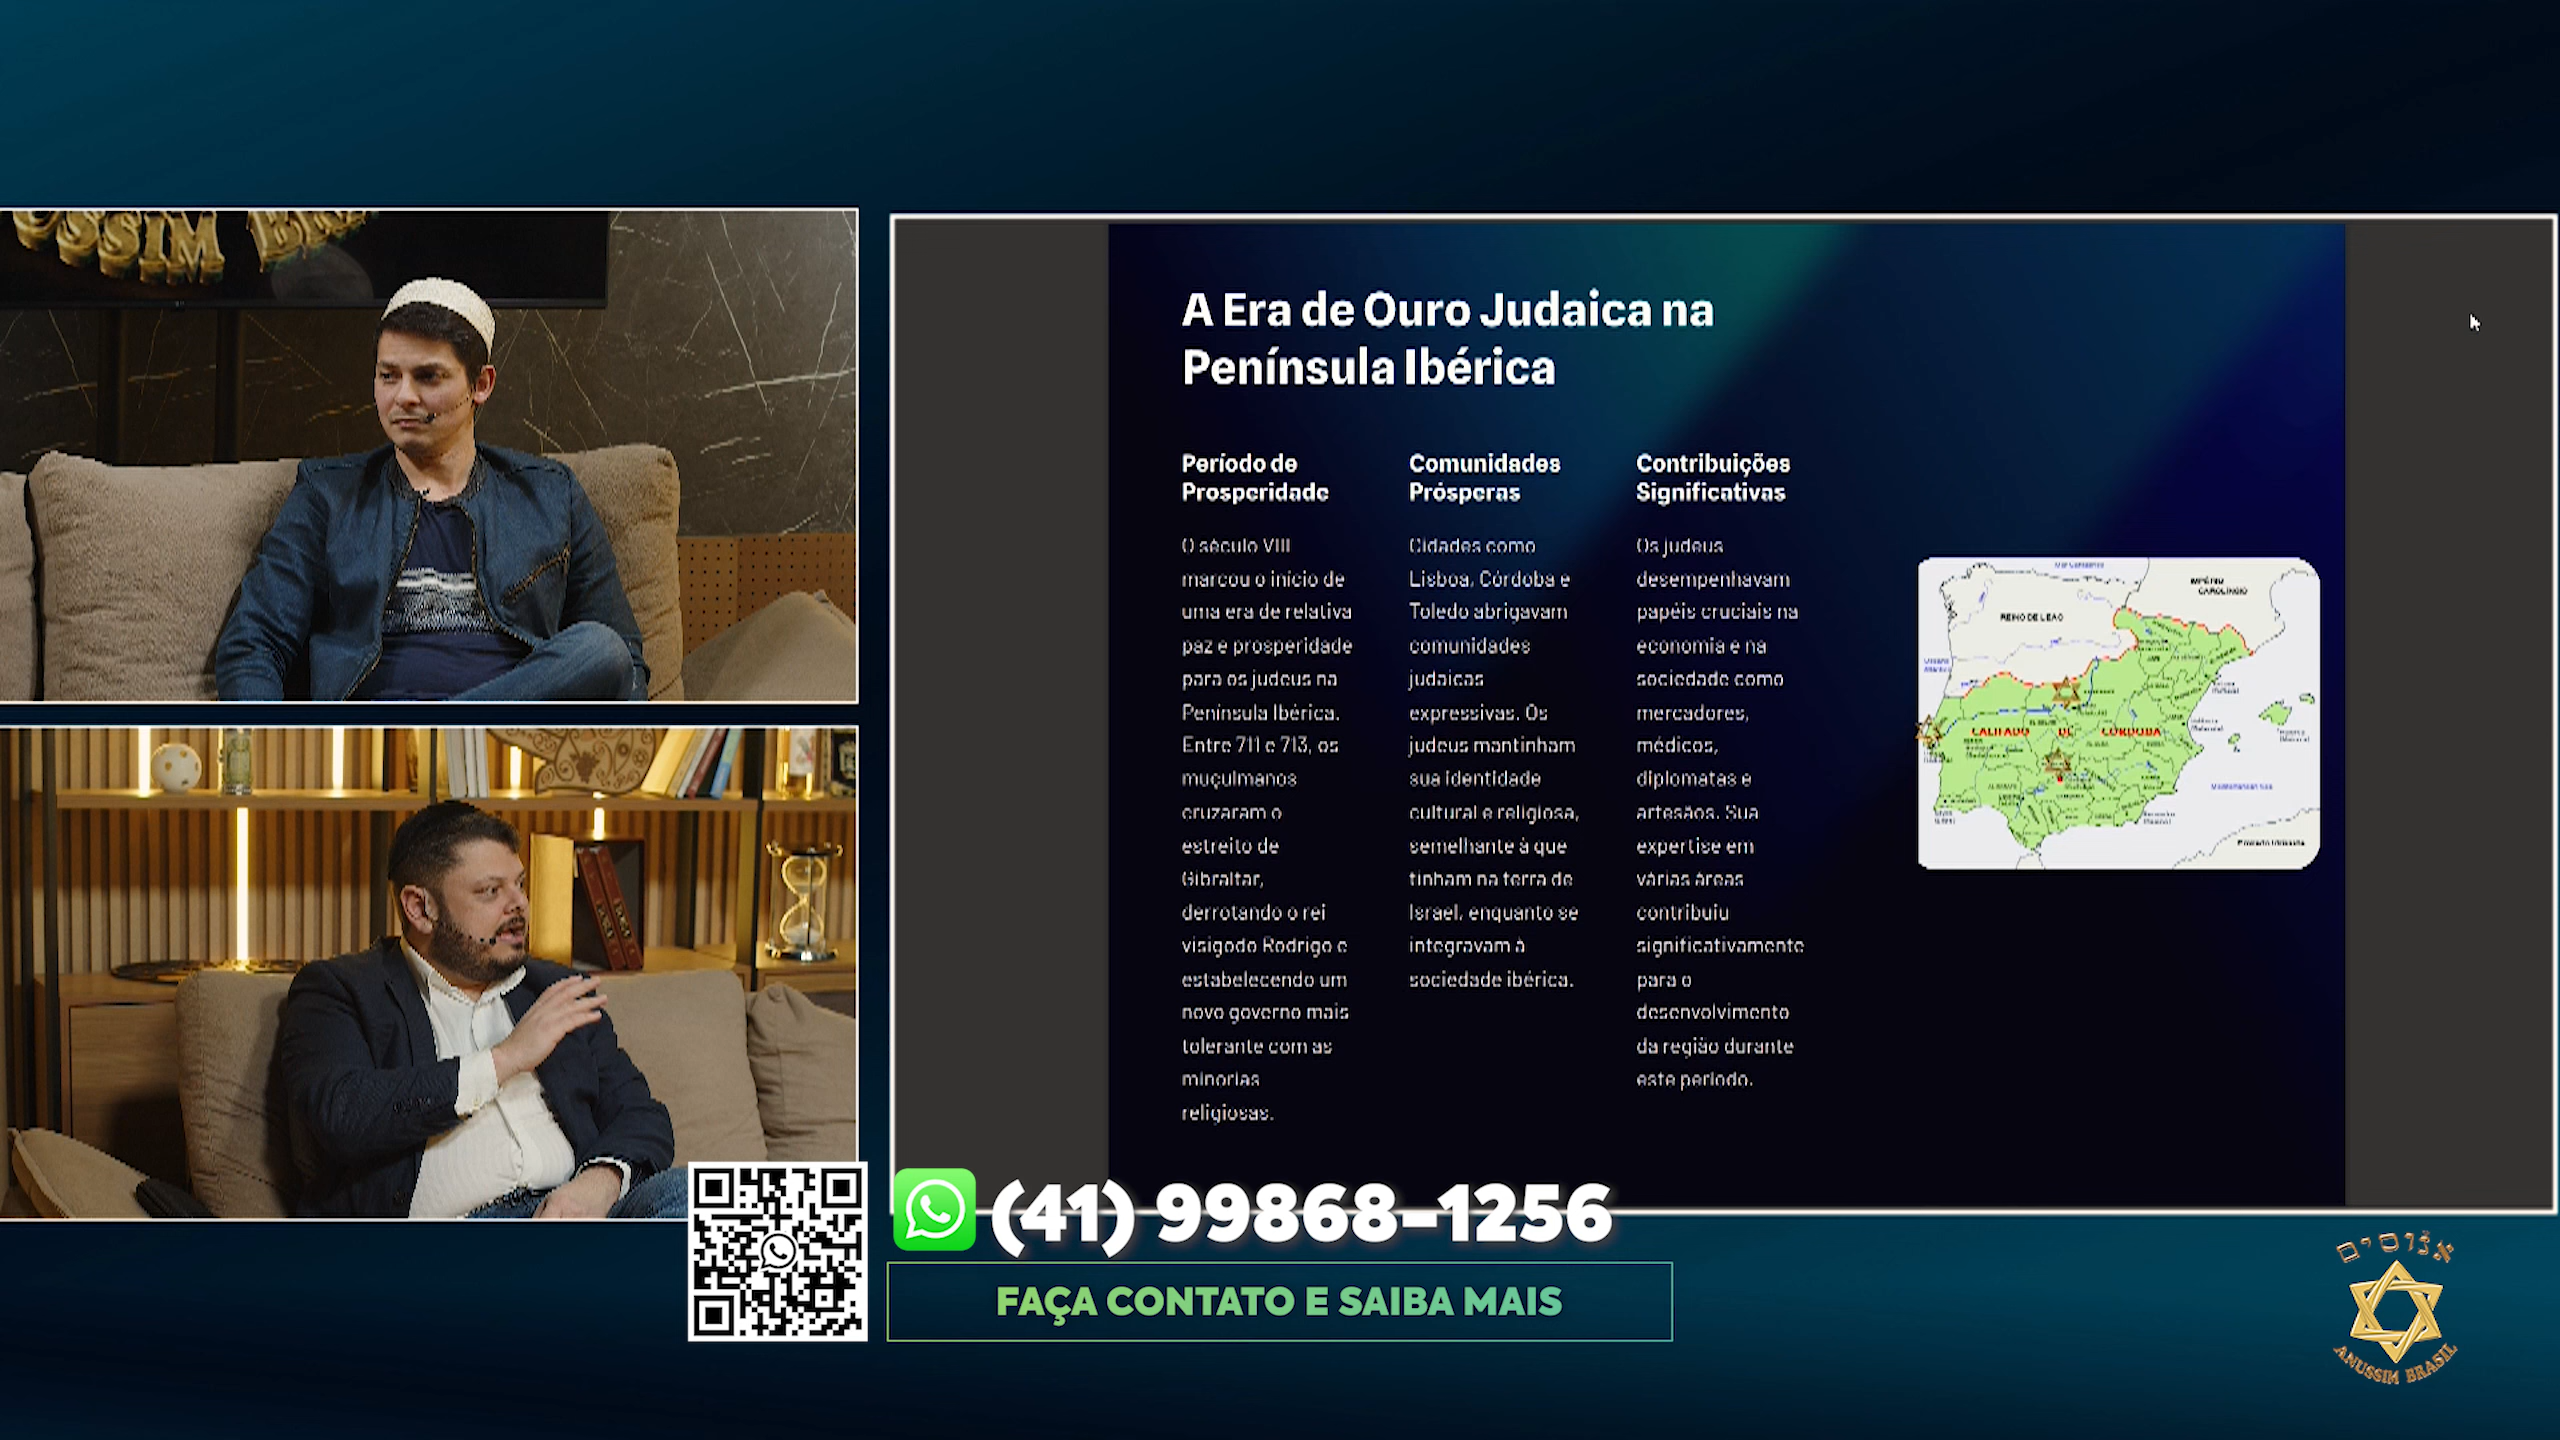 SSIM BRA
A Era de Ouro Judaica na
Península Ibérica
Período de
Prosperidade
O século VIII
marcou o início de
uma era de relativa
paz e prosperidade
para os judeus na
Península Ibérica.
Entre 711 e 713, os
muçulmanos
cruzaram o
estreito de
Gibraltar,
derrotando o rei
visigodo Rodrigo e
estabelecendo um
novo governo mais
tolerante com as
minorias
religiosas.
Comunidades
Prósperas
Cidades como
Lisboa, Córdoba e
Toledo abrigavam
comunidades
judaicas
expressivas. Os
judeus mantinham
sua identidade
cultural e religiosa,
semelhante à que
tinham na terra de
Israel, enquanto se
integravam à
sociedade ibérica.
Contribuições
Significativas
Os judeus
desempenhavam
papéis cruciais na
economia e na
sociedade como
mercadores,
médicos,
diplomatas e
artesãos. Sua
expertise em
várias áreas
contribuiu
significativamente
para o
desenvolvimento
da região durante
este período.
IMPÉRIO
CAROLÍNGIO
REINO DE LEAO
CALIFADO DE CÓRDOBA
(41) 99868-1256
FAÇA CONTATO E SAIBA MAIS
אנוסים
ANUSSIM BRASIL